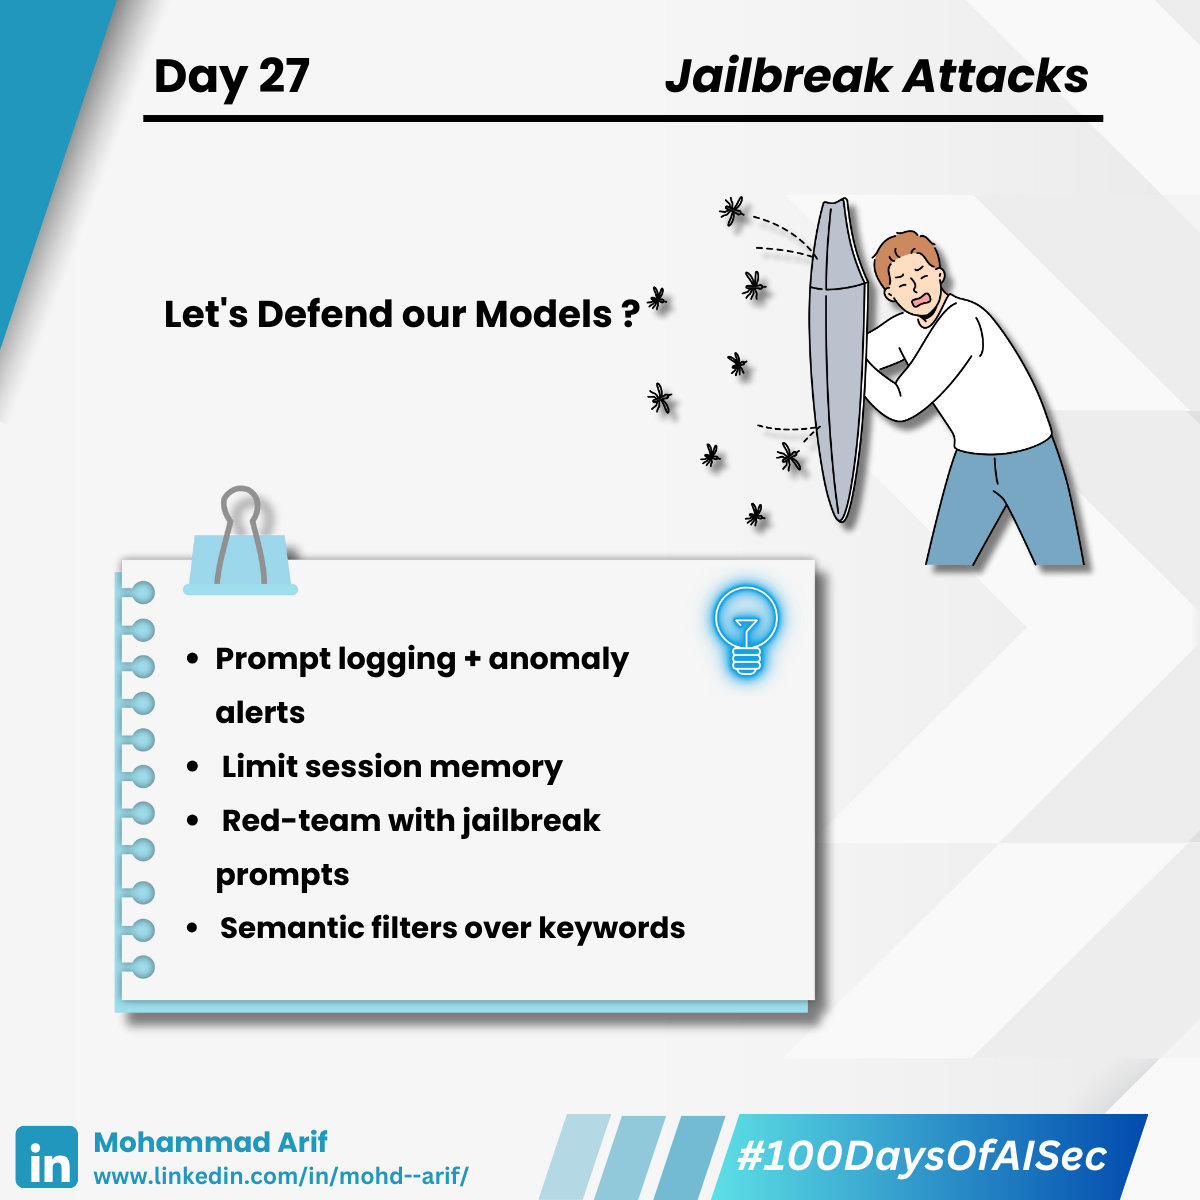 Day 27
Jailbreak Attacks
Let's Defend our Models ?
• Prompt logging + anomaly
alerts
• Limit session memory
• Red-team with jailbreak
prompts
• Semantic filters over keywords
in
Mohammad Arif
www.linkedin.com/in/mohd--arif/
#100DaysOfAISec